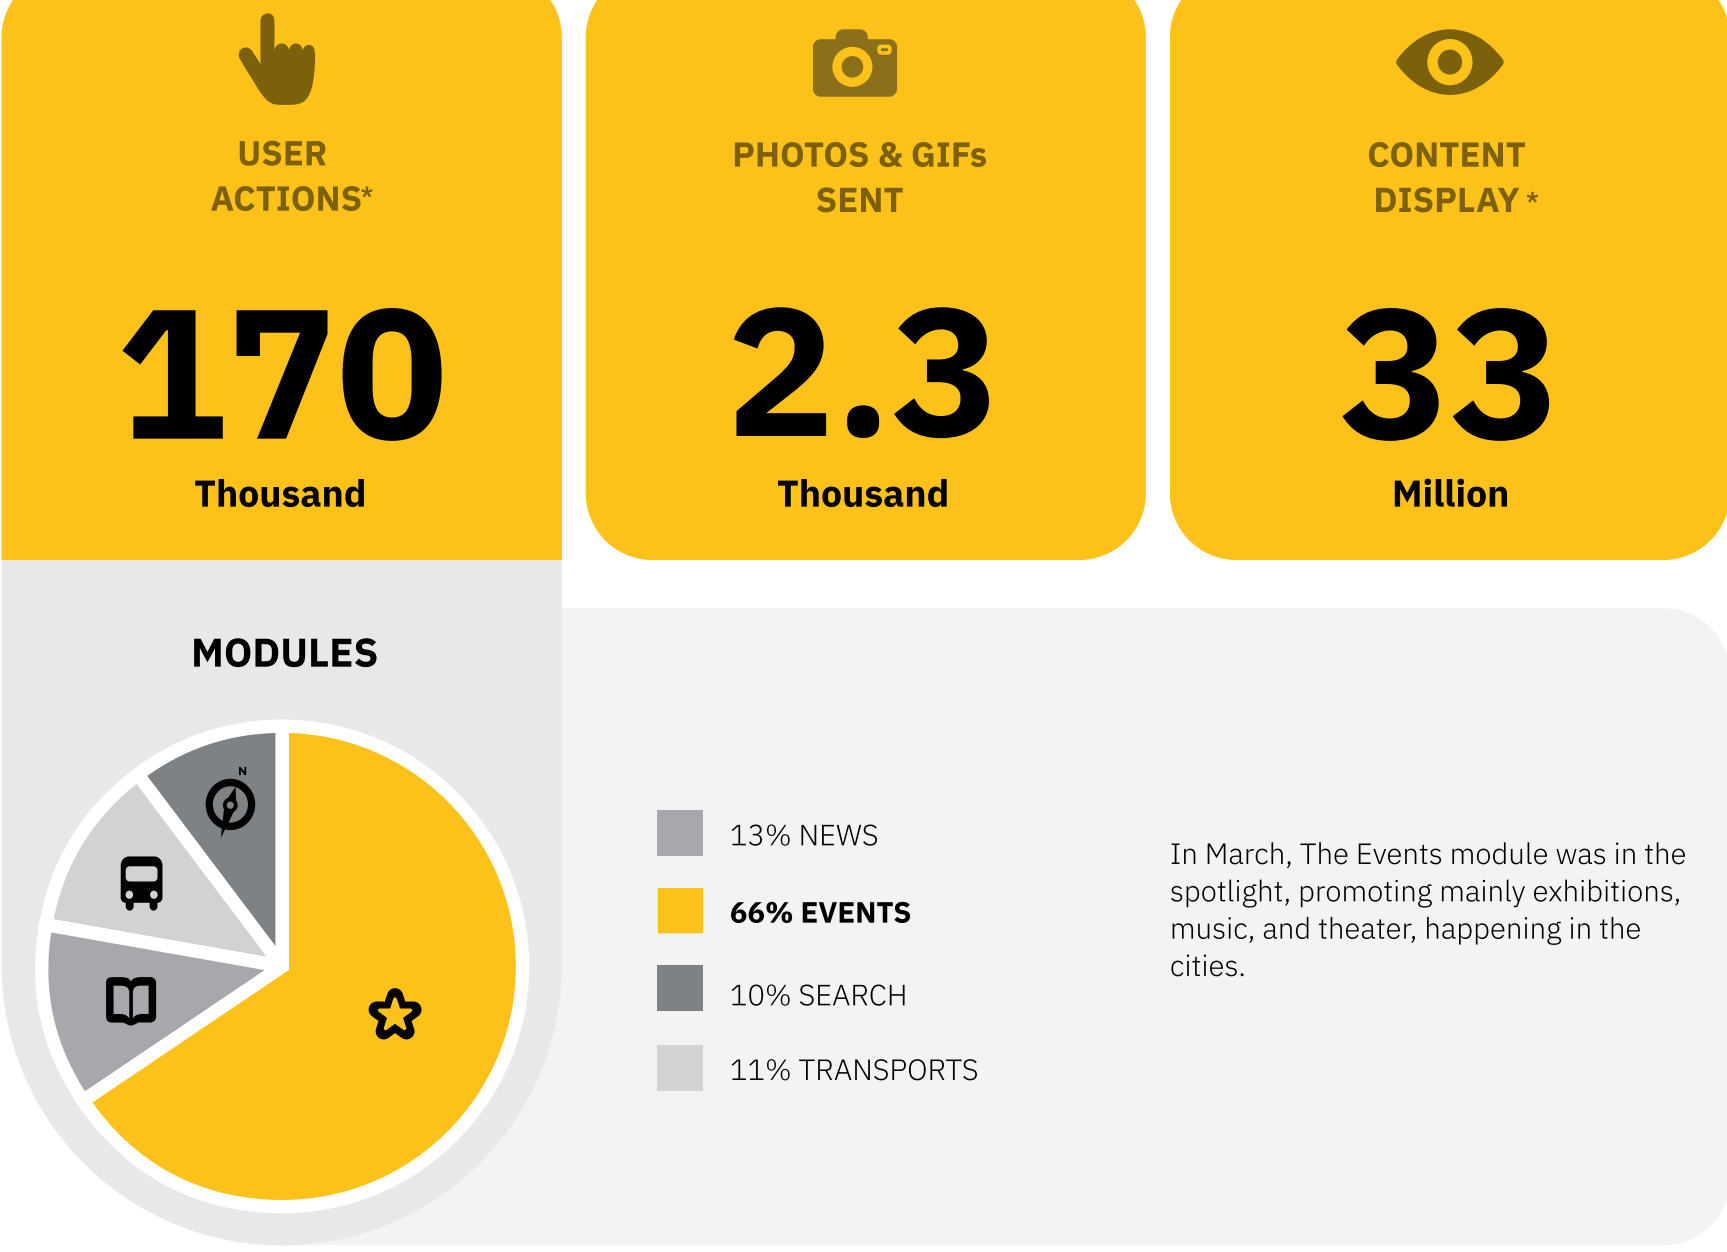 USER
ACTIONS*
PHOTOS & GIFs
SENT
CONTENT
DISPLAY *
170
Thousand
2.3
Thousand
33
Million
MODULES
N
13% NEWS
66% EVENTS
10% SEARCH
11% TRANSPORTS
In March, The Events module was in the
spotlight, promoting mainly exhibitions,
music, and theater, happening in the
cities.